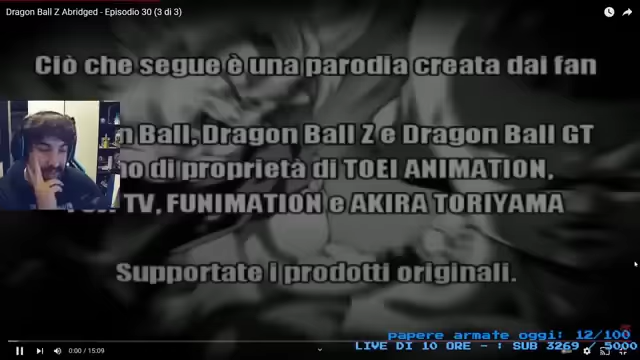 Dragon Ball Z Abridged - Episodio 30 (3 di 3)
Ciò che segue è una parodia creata dai fan
Ball, Dragon Ball Z e Dragon Ball GT
di proprietà di TOEI ANIMATION,
TV, FUNIMATION e AKIRA TORIYAMA
Supportate i prodotti originali.
papere armate oggi: 12/100
LIVE DI 10 ORE - : SUB 3269 / 5000
0:00 / 15:09